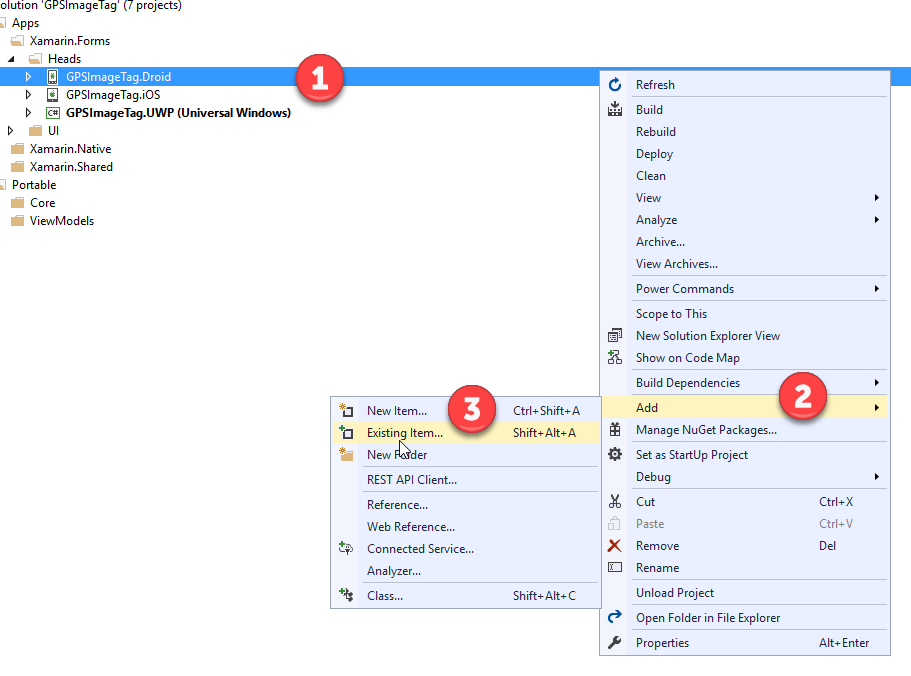 olution 'GPSImageTag' (7 projects)
Apps
Xamarin.Forms
Heads
GPSImageTag.Droid
GPSImageTag.iOS
C# GPSImageTag.UWP (Universal Windows)
UI
Xamarin.Native
Xamarin.Shared
Portable
Core
ViewModels
1
Refresh
Build
Rebuild
Deploy
Clean
View
Analyze
Archive...
View Archives...
Power Commands
Scope to This
New Solution Explorer View
Show on Code Map
Build Dependencies
Add
2
Manage NuGet Packages...
Set as StartUp Project
Debug
Cut Ctrl+X
Paste Ctrl+V
Remove Del
Rename
Unload Project
Open Folder in File Explorer
Properties Alt+Enter
New Item... Ctrl+Shift+A
3
Existing Item... Shift+Alt+A
New Folder
REST API Client...
Reference...
Web Reference...
Connected Service...
Analyzer...
Class... Shift+Alt+C